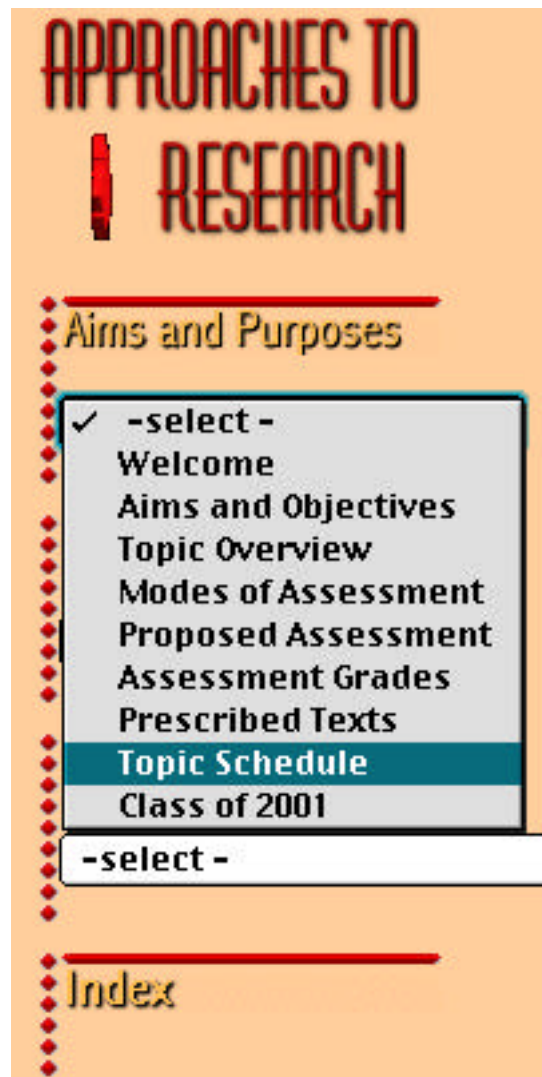 APPROACHES TO
RESEARCH
Aims and Purposes
✓ -select -
Welcome
Aims and Objectives
Topic Overview
Modes of Assessment
Proposed Assessment
Assessment Grades
Prescribed Texts
Topic Schedule
Class of 2001
-select -
Index